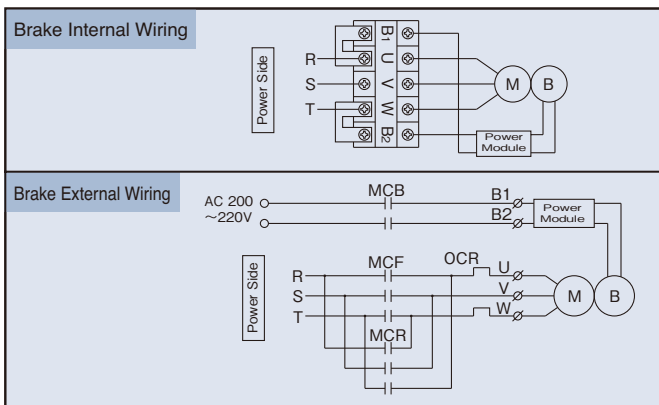 Brake Internal Wiring
Power Side
R
S
T
B1
U
V
W
B2
M
B
Power
Module
Brake External Wiring
AC 200
～220V
MCB
B1
B2
Power
Module
Power Side
R
S
T
MCF
OCR
U
V
W
MCR
M
B